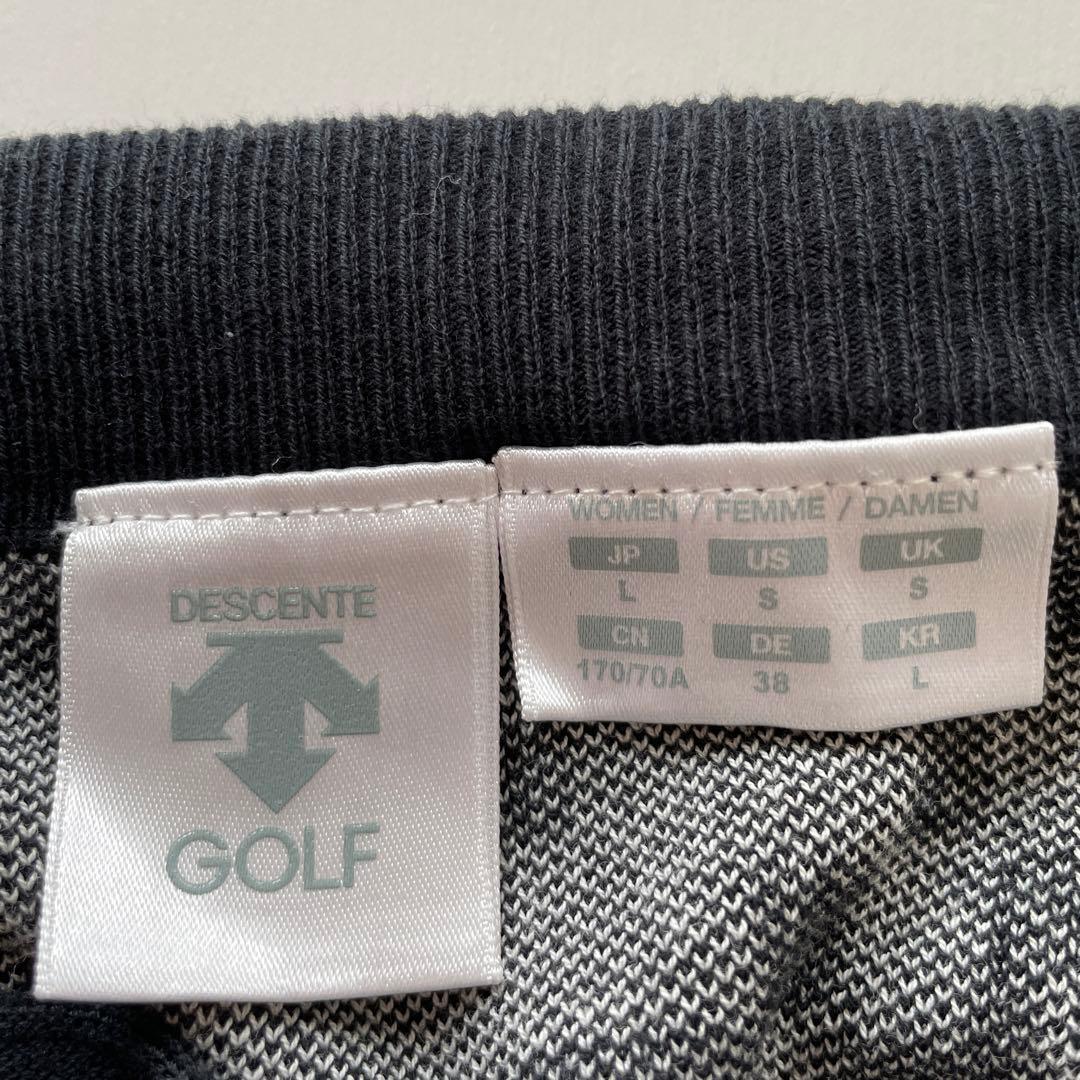 DESCENTE
GOLF
WOMEN / FEMME / DAMEN
JP US UK
L S S
CN DE KR
170/70A 38 L